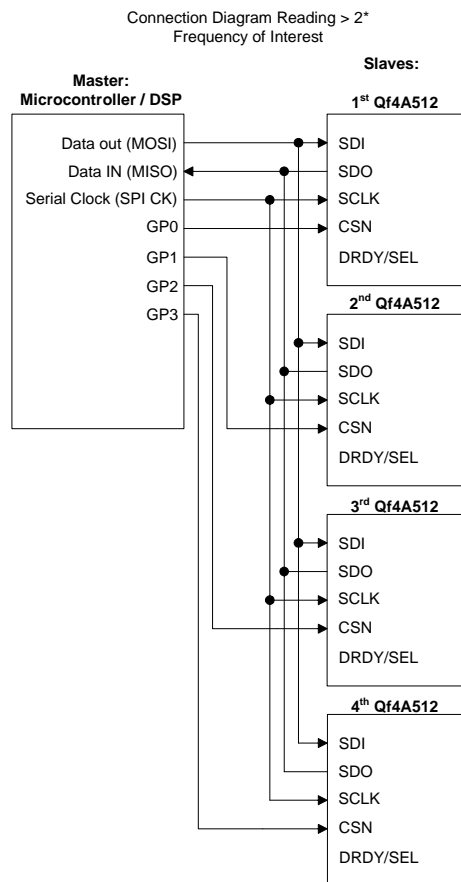 Connection Diagram Reading > 2*
Frequency of Interest
Master:
Microcontroller / DSP
Data out (MOSI)
Data IN (MISO)
Serial Clock (SPI CK)
GP0
GP1
GP2
GP3
Slaves:
1st Qf4A512
SDI
SDO
SCLK
CSN
DRDY/SEL
2nd Qf4A512
SDI
SDO
SCLK
CSN
DRDY/SEL
3rd Qf4A512
SDI
SDO
SCLK
CSN
DRDY/SEL
4th Qf4A512
SDI
SDO
SCLK
CSN
DRDY/SEL